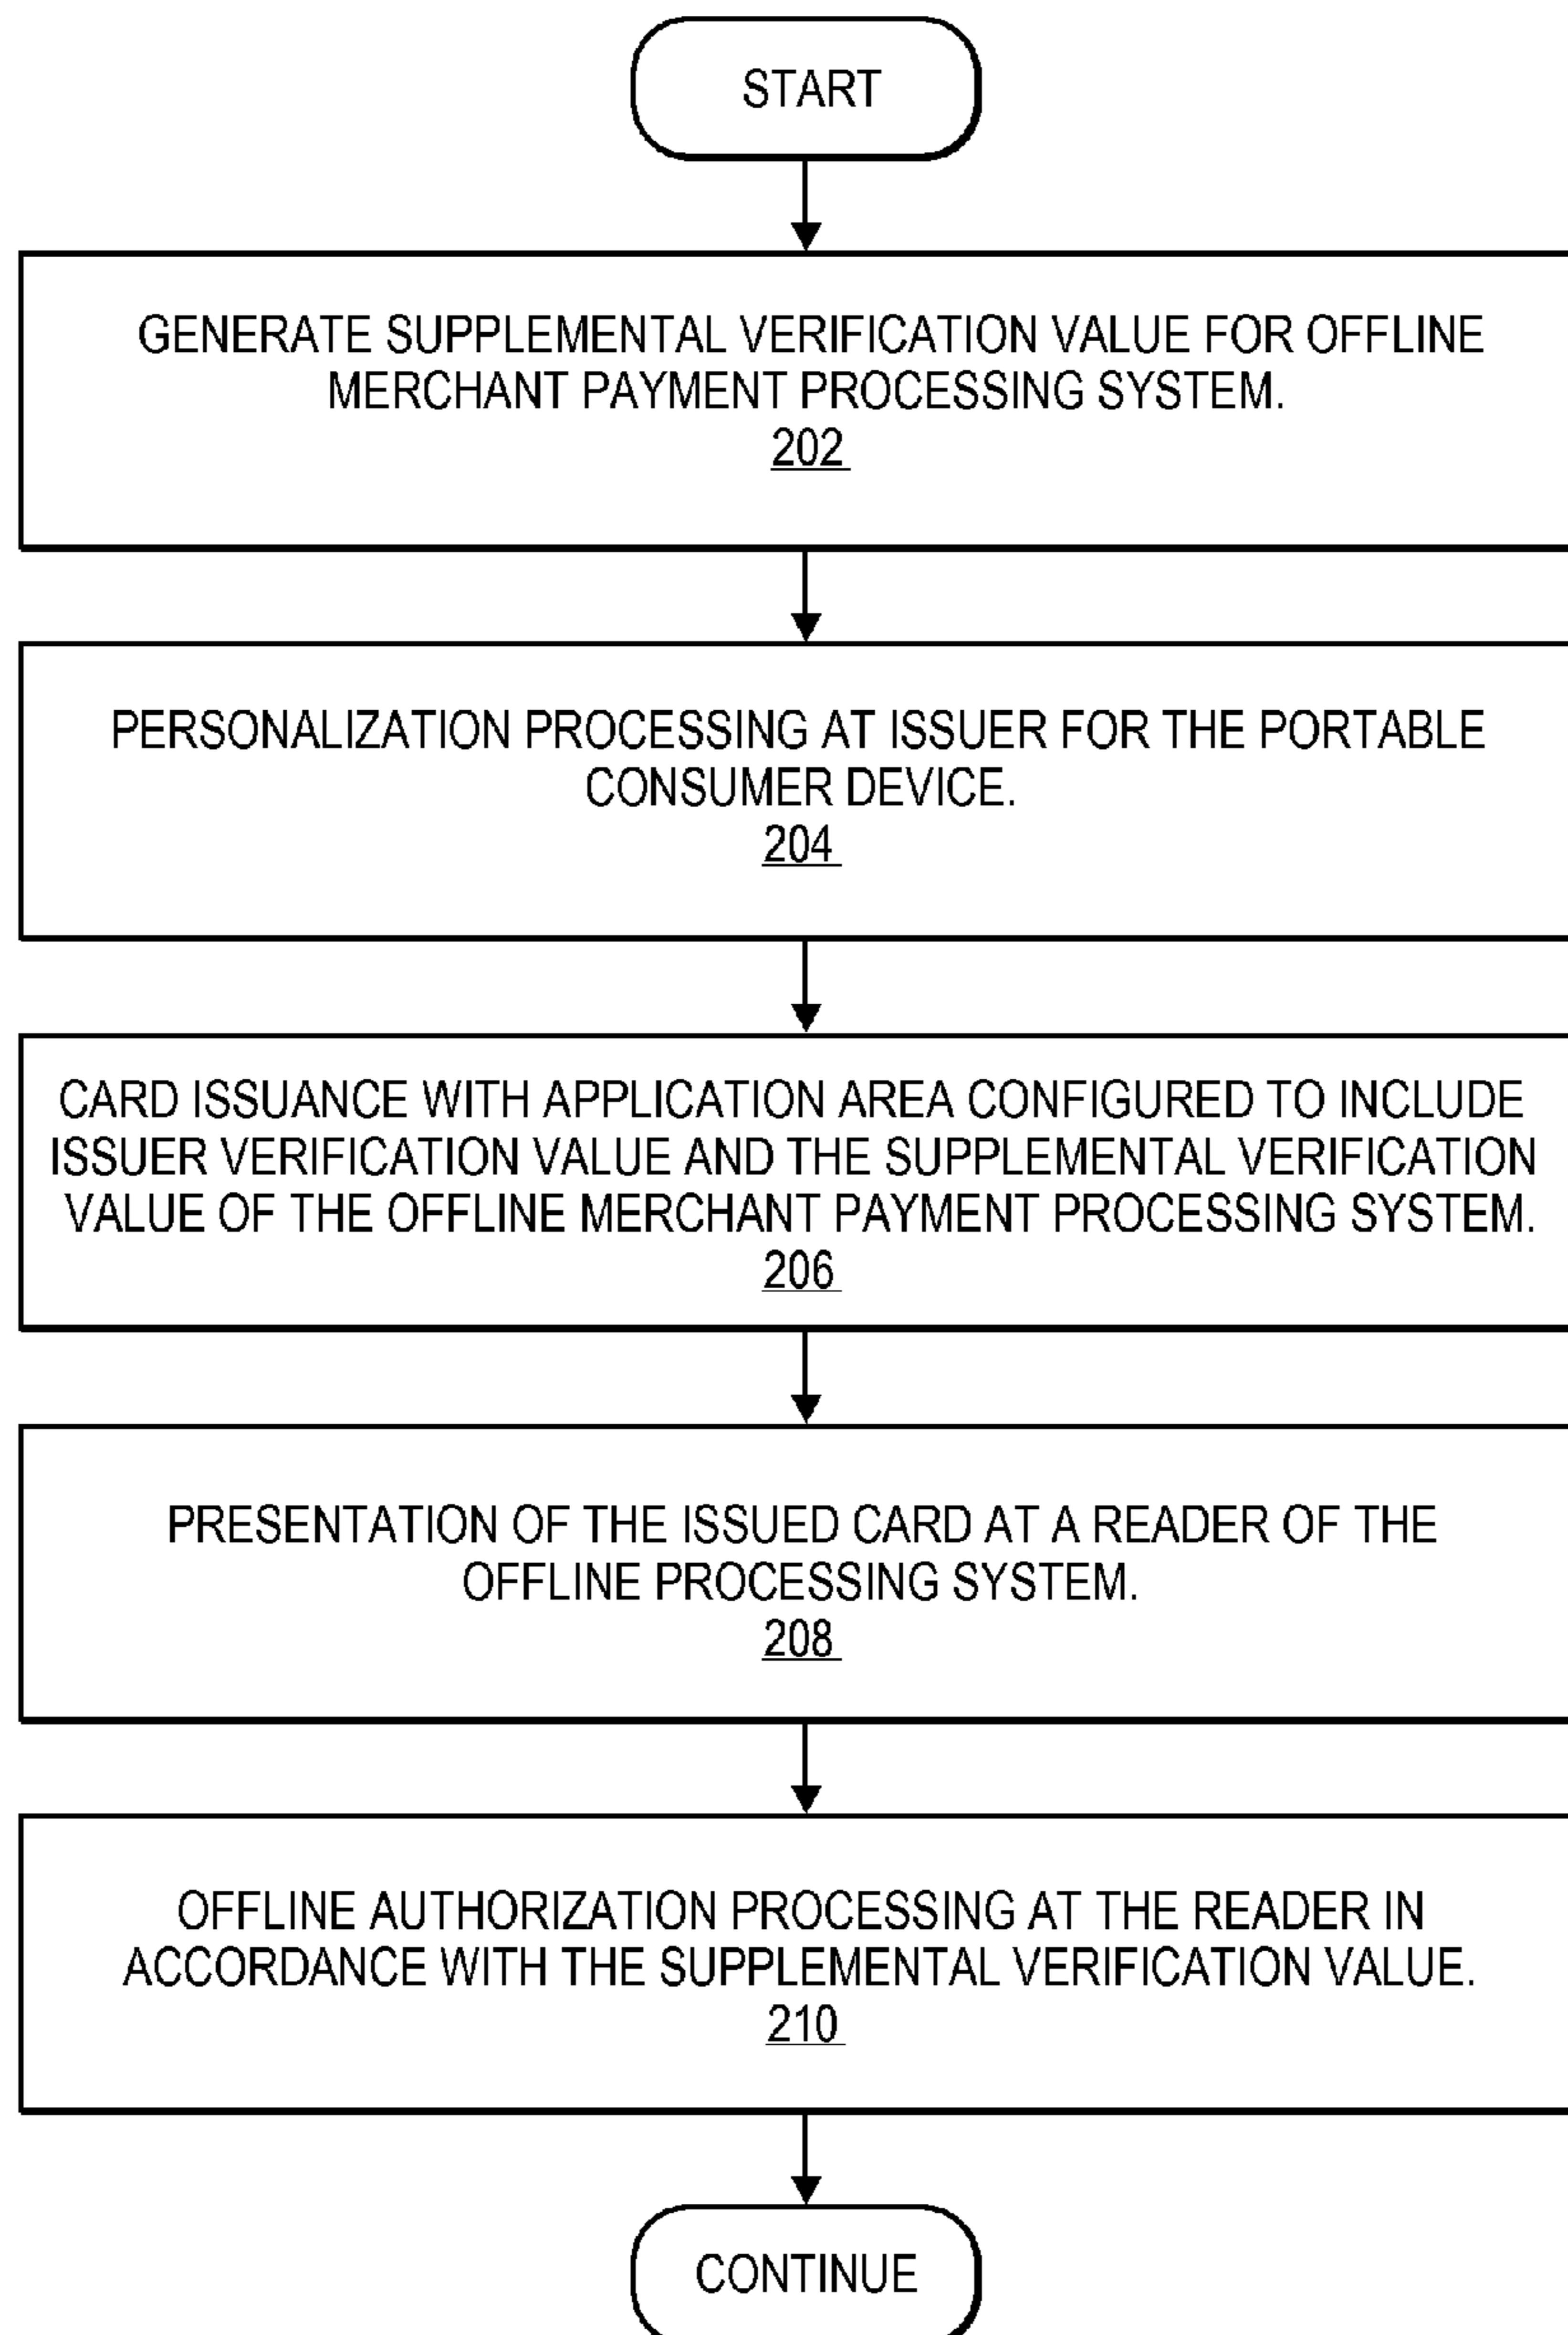 START
GENERATE SUPPLEMENTAL VERIFICATION VALUE FOR OFFLINE
MERCHANT PAYMENT PROCESSING SYSTEM.
202
PERSONALIZATION PROCESSING AT ISSUER FOR THE PORTABLE
CONSUMER DEVICE.
204
CARD ISSUANCE WITH APPLICATION AREA CONFIGURED TO INCLUDE
ISSUER VERIFICATION VALUE AND THE SUPPLEMENTAL VERIFICATION
VALUE OF THE OFFLINE MERCHANT PAYMENT PROCESSING SYSTEM.
206
PRESENTATION OF THE ISSUED CARD AT A READER OF THE
OFFLINE PROCESSING SYSTEM.
208
OFFLINE AUTHORIZATION PROCESSING AT THE READER IN
ACCORDANCE WITH THE SUPPLEMENTAL VERIFICATION VALUE.
210
CONTINUE